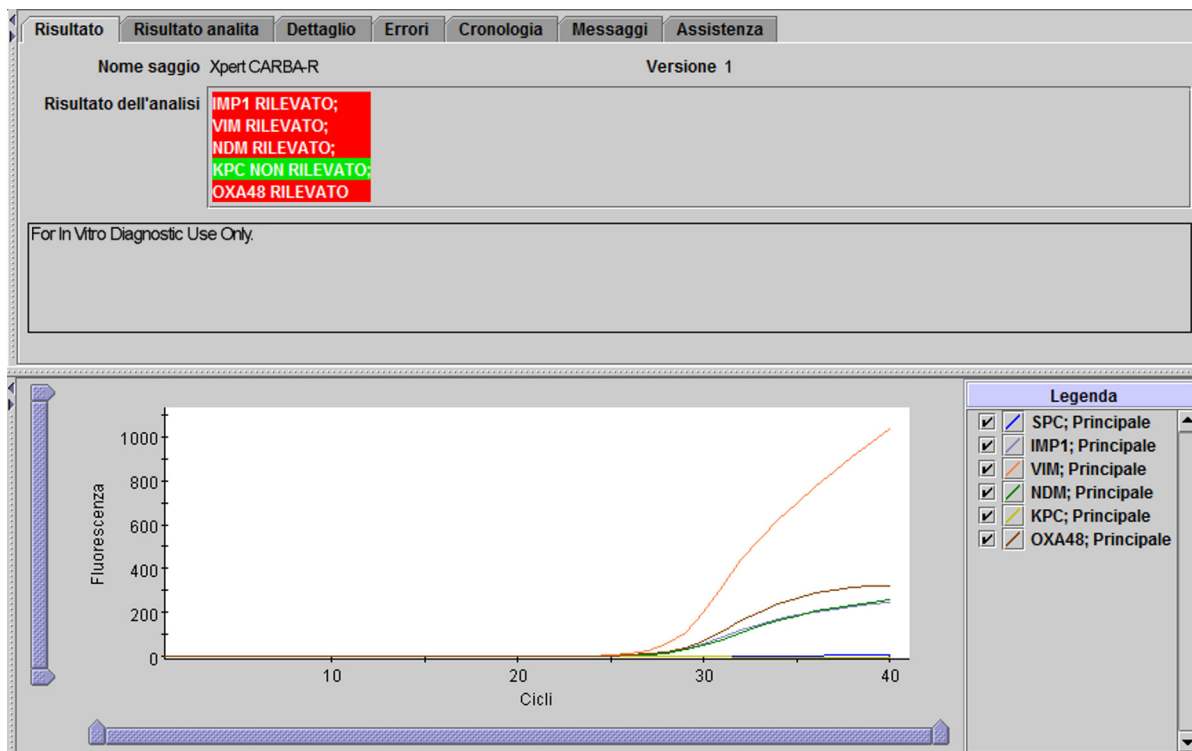 Risultato Risultato analita Dettaglio Errori Cronologia Messaggi Assistenza
Nome saggio Xpert CARBA-R Versione 1
Risultato dell'analisi IMP1 RILEVATO;
VIM RILEVATO;
NDM RILEVATO;
KPC NON RILEVATO;
OXA48 RILEVATO
For In Vitro Diagnostic Use Only.
1000
800
600
400
200
0
Fluorescenza
10 20 30 40
Cicli
Legenda
SPC; Principale
IMP1; Principale
VIM; Principale
NDM; Principale
KPC; Principale
OXA48; Principale